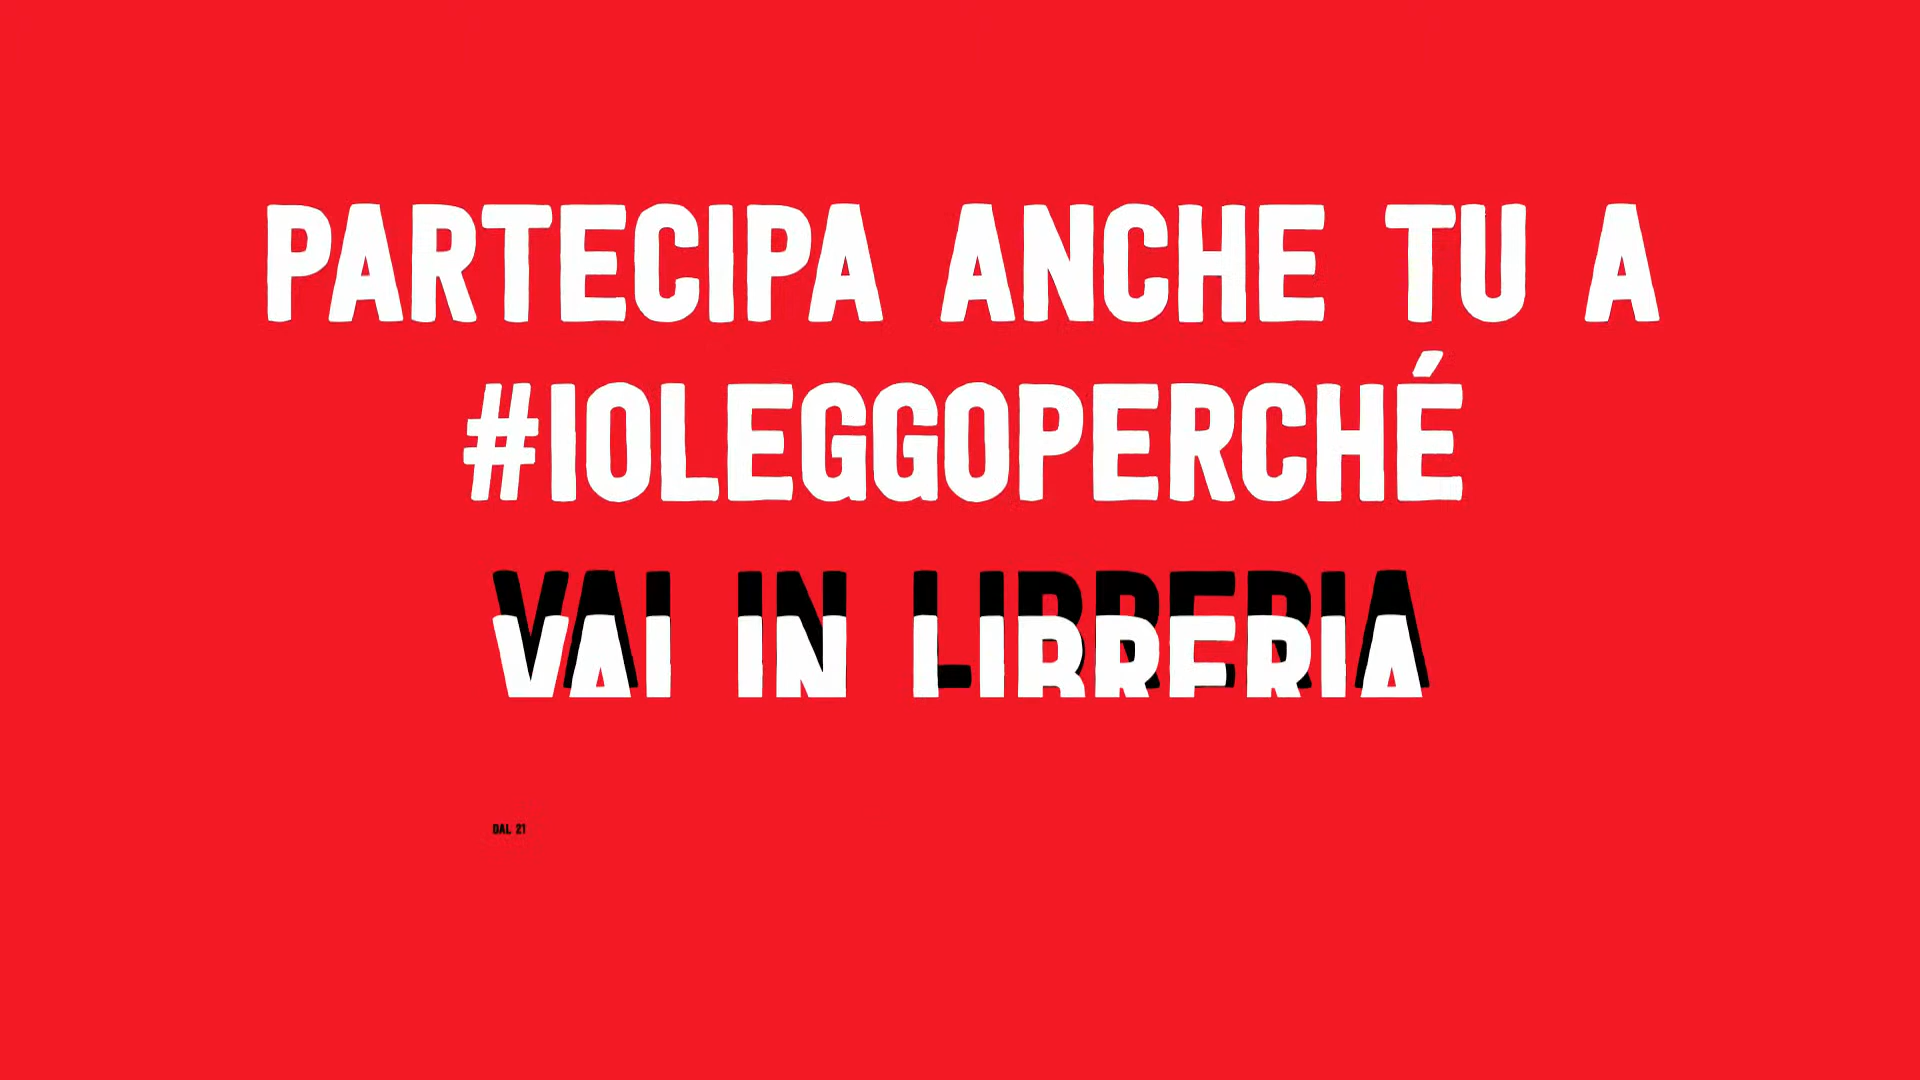 PARTECIPA ANCHE TU A
#IOLEGGOPERCHÉ
VAI IN LIBRERIA
DAL 21